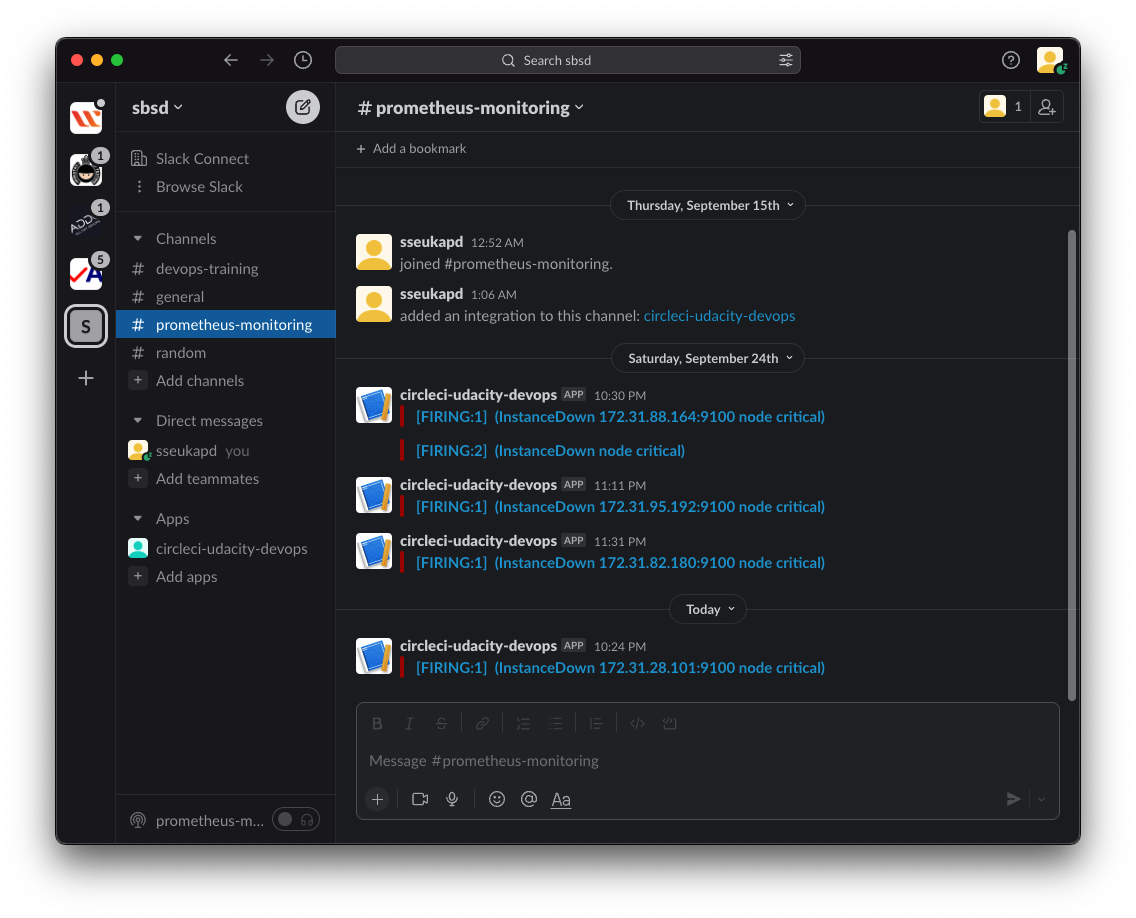 Search sbsd
sbsd
# prometheus-monitoring
1
Add a bookmark
1
1
5
S
Slack Connect
Browse Slack
Channels
# devops-training
# general
# prometheus-monitoring
# random
+ Add channels
Direct messages
sseukapd you
+ Add teammates
Apps
circleci-udacity-devops
+ Add apps
prometheus-m...
Thursday, September 15th
sseukapd 12:52 AM
joined #prometheus-monitoring.
sseukapd 1:06 AM
added an integration to this channel: circleci-udacity-devops
Saturday, September 24th
circleci-udacity-devops APP 10:30 PM
[FIRING:1] (InstanceDown 172.31.88.164:9100 node critical)
[FIRING:2] (InstanceDown node critical)
circleci-udacity-devops APP 11:11 PM
[FIRING:1] (InstanceDown 172.31.95.192:9100 node critical)
circleci-udacity-devops APP 11:31 PM
[FIRING:1] (InstanceDown 172.31.82.180:9100 node critical)
Today
circleci-udacity-devops APP 10:24 PM
[FIRING:1] (InstanceDown 172.31.28.101:9100 node critical)
B I S
Message #prometheus-monitoring
Aa